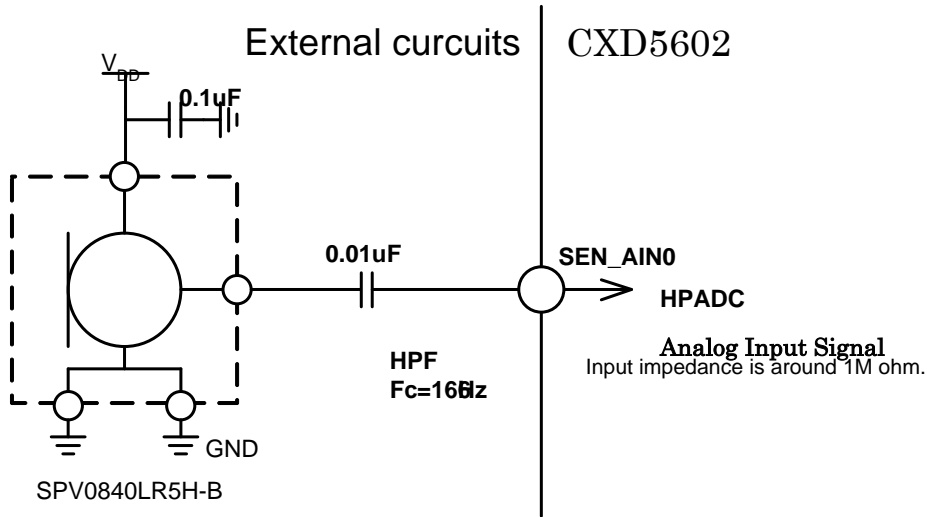 External curcuits
CXD5602
VDD
0.1uF
0.01uF
SEN_AIN0
HPADC
Analog Input Signal
Input impedance is around 1M ohm.
HPF
GND
SPV0840LR5H-B